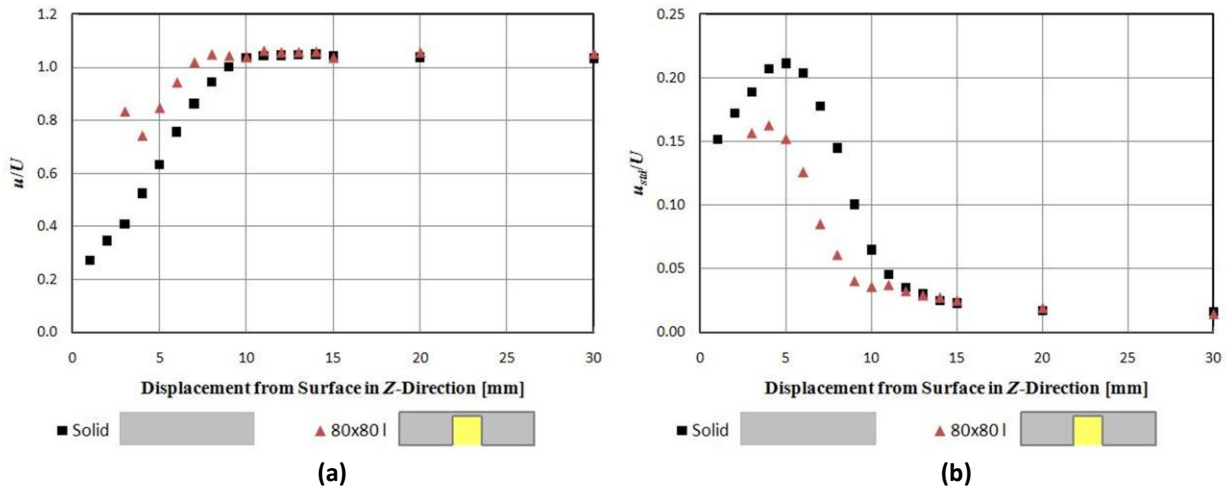 1.2
1.0
0.8
0.6
0.4
0.2
0.0
u/U
0 5 10 15 20 25 30
Displacement from Surface in Z-Direction [mm]
Solid 80x80 l
(a)
0.25
0.20
0.15
0.10
0.05
0.00
u_std/U
0 5 10 15 20 25 30
Displacement from Surface in Z-Direction [mm]
Solid 80x80 l
(b)